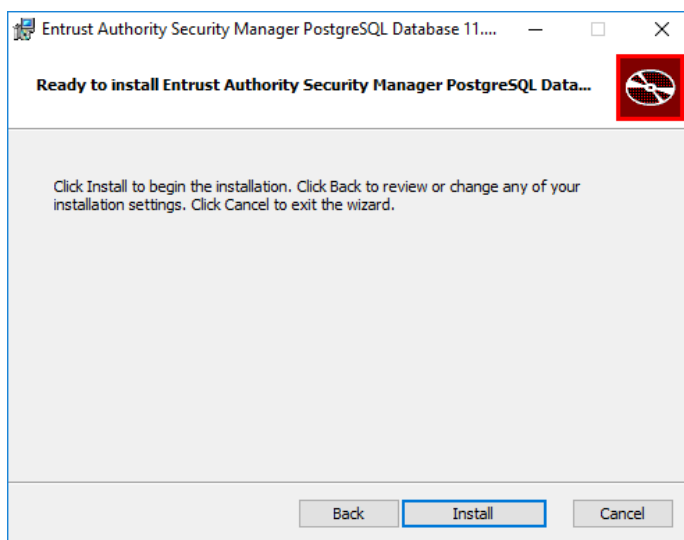 Entrust Authority Security Manager PostgreSQL Database 11....
Ready to install Entrust Authority Security Manager PostgreSQL Data...
Click Install to begin the installation. Click Back to review or change any of your
installation settings. Click Cancel to exit the wizard.
Back
Install
Cancel